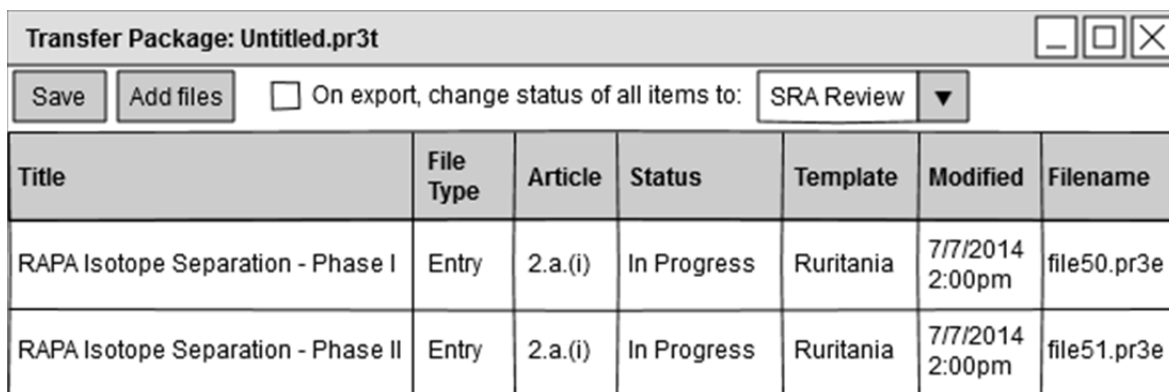 Transfer Package: Untitled.pr3t
Save Add files On export, change status of all items to: SRA Review
Title File Type Article Status Template Modified Filename
RAPA Isotope Separation - Phase I Entry 2.a.(i) In Progress Ruritania 7/7/2014 2:00pm file50.pr3e
RAPA Isotope Separation - Phase II Entry 2.a.(i) In Progress Ruritania 7/7/2014 2:00pm file51.pr3e